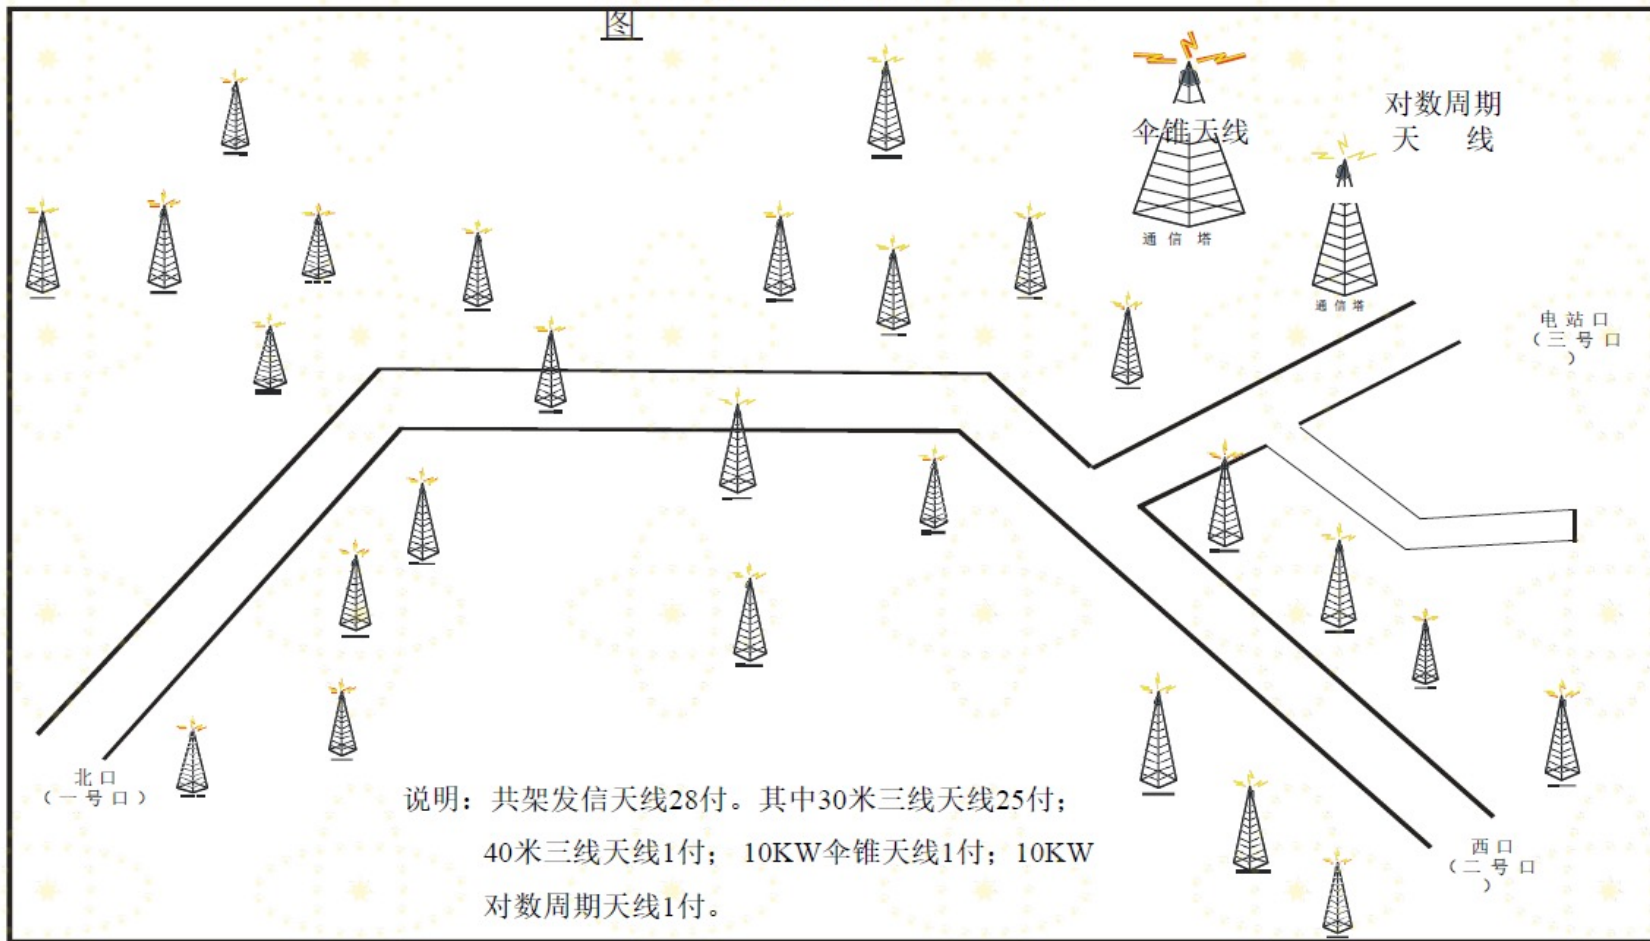 图
对数周期
天 线
伞锥天线
通信塔
通信塔
电站口
（三号口
）
北口
（一号口）
说明：共架发信天线28付。其中30米三线天线25付；
40米三线天线1付；10KW伞锥天线1付；10KW
对数周期天线1付。
西口
（二号口
）